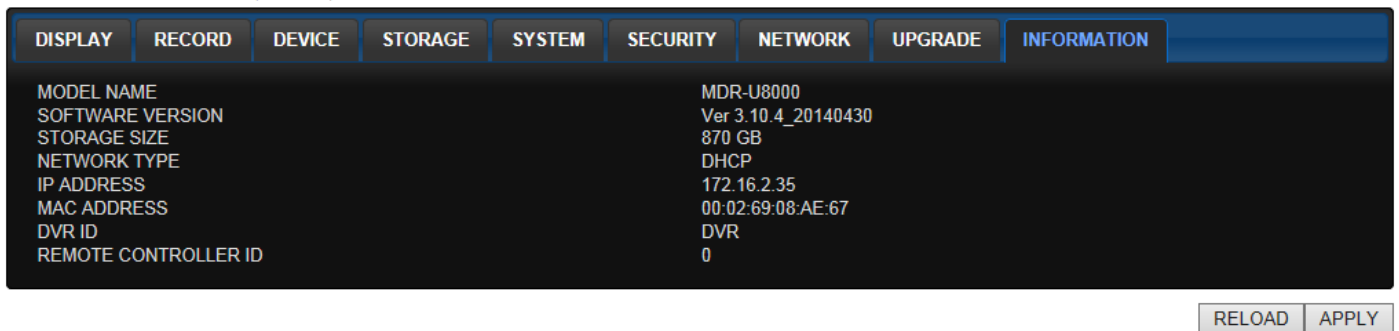 DISPLAY RECORD DEVICE STORAGE SYSTEM SECURITY NETWORK UPGRADE INFORMATION
MODEL NAME MDR-U8000
SOFTWARE VERSION Ver 3.10.4_20140430
STORAGE SIZE 870 GB
NETWORK TYPE DHCP
IP ADDRESS 172.16.2.35
MAC ADDRESS 00:02:69:08:AE:67
DVR ID DVR
REMOTE CONTROLLER ID 0
RELOAD APPLY